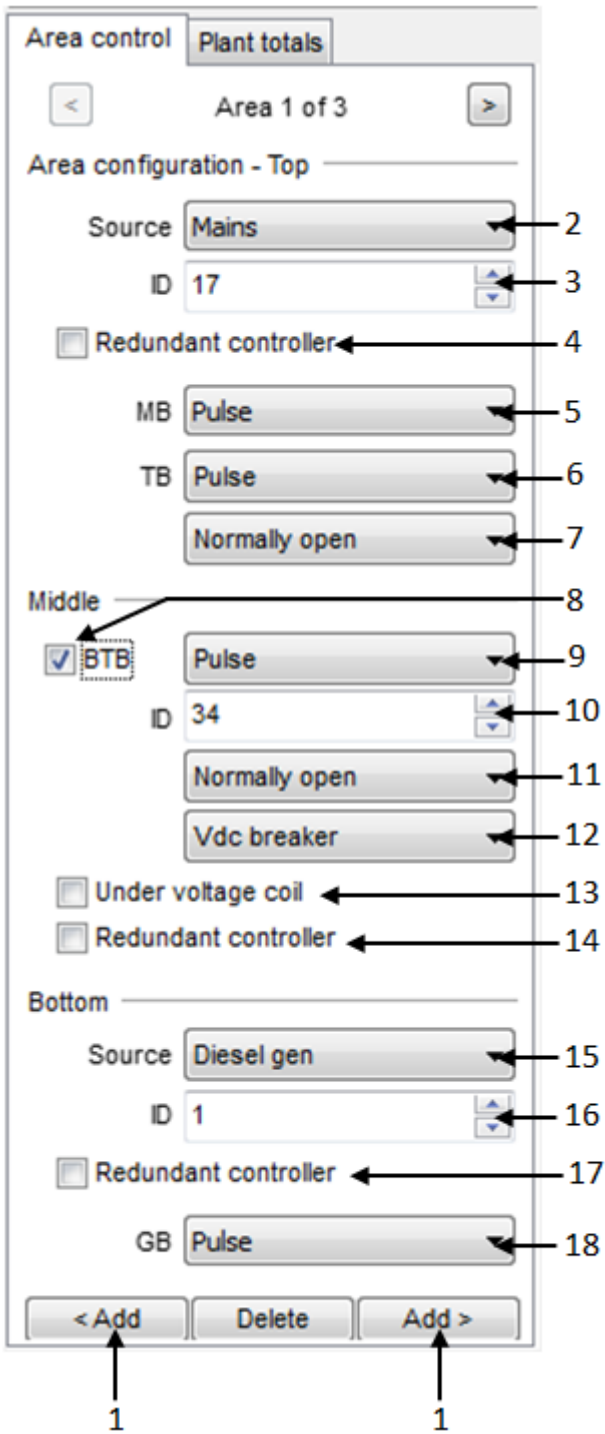 Area control Plant totals
< Area 1 of 3 >
Area configuration - Top
Source Mains 2
ID 17 3
Redundant controller 4
MB Pulse 5
TB Pulse 6
Normally open 7
Middle 8
BTB Pulse 9
ID 34 10
Normally open 11
Vdc breaker 12
Under voltage coil 13
Redundant controller 14
Bottom
Source Diesel gen 15
ID 1 16
Redundant controller 17
GB Pulse 18
< Add Delete Add >
1 1